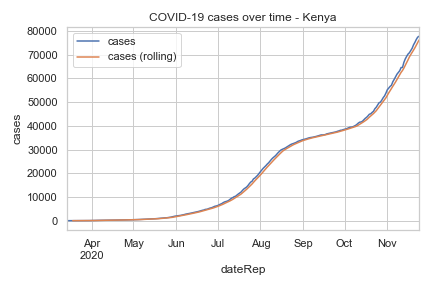 COVID-19 cases over time - Kenya
cases
cases (rolling)
80000
70000
60000
50000
40000
30000
20000
10000
0
cases
Apr
2020
May
Jun
Jul
Aug
Sep
Oct
Nov
dateRep